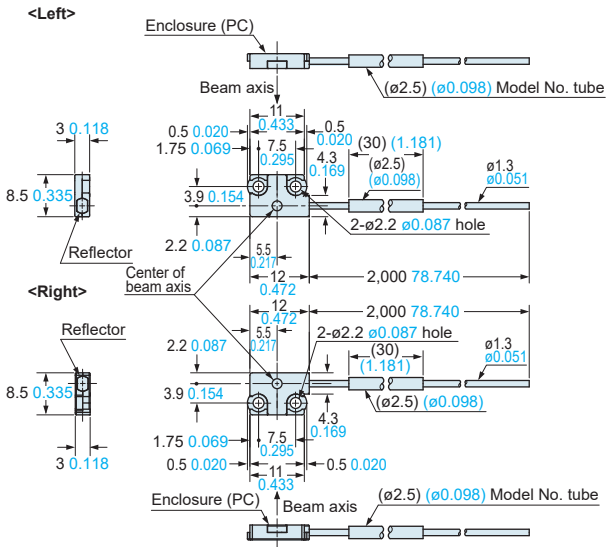 <Left>
Enclosure (PC)
(ø2.5) (ø0.098) Model No. tube
Beam axis
11
0.433
3 0.118
0.5 0.020
0.5
0.020
(30) (1.181)
1.75 0.069
7.5
0.295
4.3
0.169
(ø2.5)
(ø0.098)
ø1.3
ø0.051
8.5 0.335
3.9 0.154
2-ø2.2 ø0.087 hole
2.2 0.087
Reflector
5.5
0.217
Center of
beam axis
12
0.472
2,000 78.740
<Right>
12
0.472
2,000 78.740
Reflector
5.5
0.217
2-ø2.2 ø0.087 hole
2.2 0.087
(30)
(1.181)
ø1.3
ø0.051
8.5 0.335
3.9 0.154
(ø2.5) (ø0.098)
4.3
0.169
1.75 0.069
7.5
0.295
3 0.118
0.5 0.020
0.5 0.020
11
0.433
Enclosure (PC)
Beam axis
(ø2.5) (ø0.098) Model No. tube